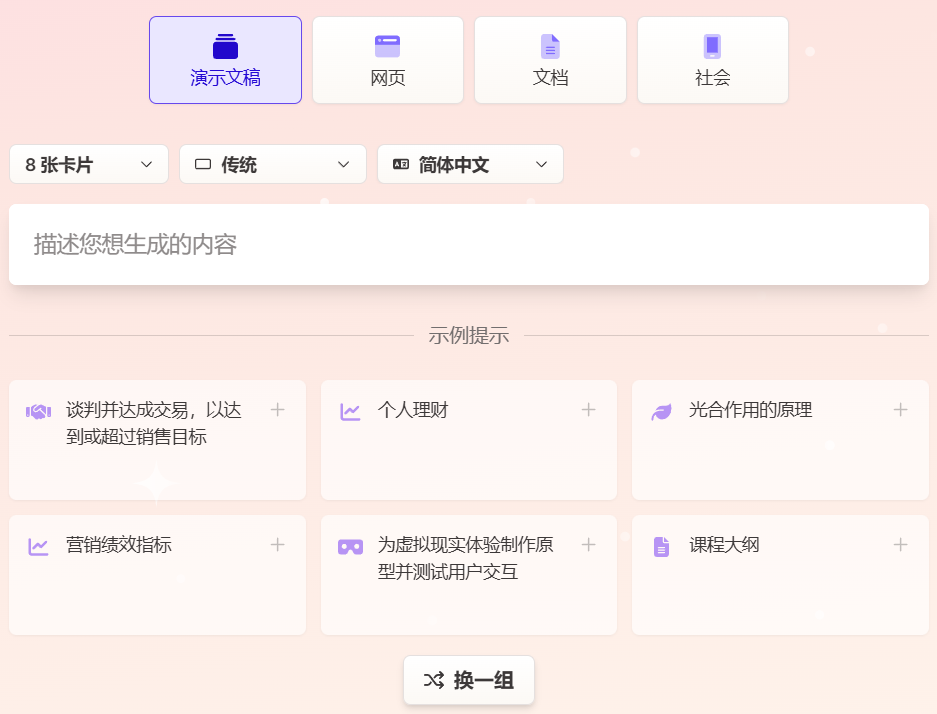 演示文稿
网页
文档
社会
8 张卡片
传统
简体中文
描述您想生成的内容
示例提示
谈判并达成交易，以达
到或超过销售目标
个人理财
光合作用的原理
营销绩效指标
为虚拟现实体验制作原
型并测试用户交互
课程大纲
换一组